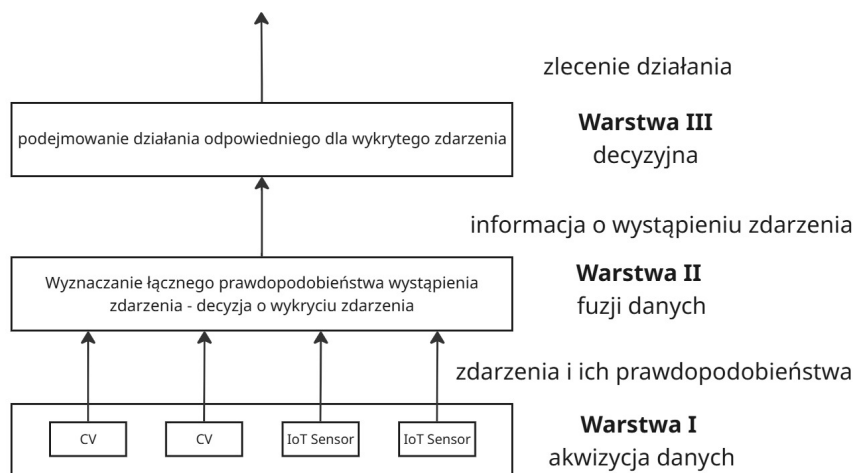 zlecenie działania
podejmowanie działania odpowiedniego dla wykrytego zdarzenia
Warstwa III
decyzyjna
informacja o wystąpieniu zdarzenia
Wyznaczanie łącznego prawdopodobieństwa wystąpienia
zdarzenia - decyzja o wykryciu zdarzenia
Warstwa II
fuzji danych
zdarzenia i ich prawdopodobieństwa
CV
CV
IoT Sensor
IoT Sensor
Warstwa I
akwizycja danych